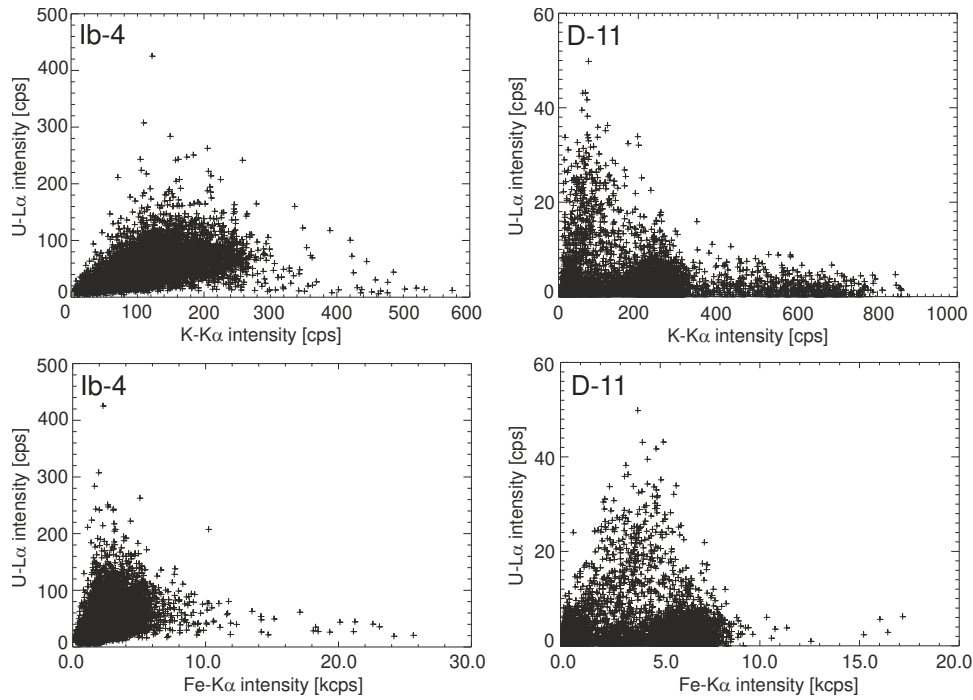 500
400
300
200
100
0
Ib-4
U-Lα intensity [cps]
0 100 200 300 400 500 600
K-Kα intensity [cps]
60
40
20
0
D-11
U-Lα intensity [cps]
0 200 400 600 800 1000
K-Kα intensity [cps]
500
400
300
200
100
0
Ib-4
U-Lα intensity [cps]
0.0 10.0 20.0 30.0
Fe-Kα intensity [kcps]
60
40
20
0
D-11
U-Lα intensity [cps]
0.0 5.0 10.0 15.0 20.0
Fe-Kα intensity [kcps]